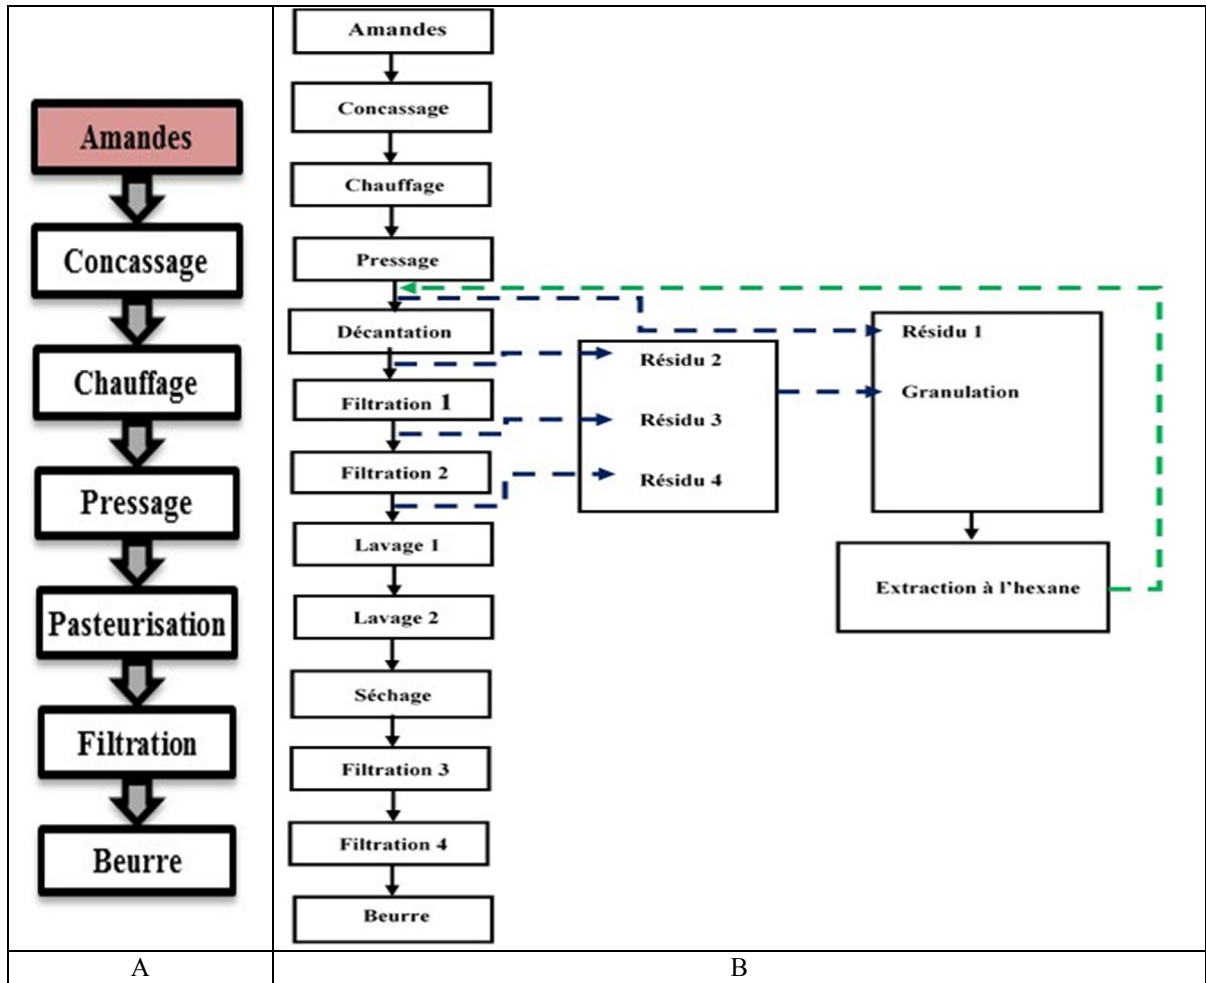 Amandes
Concassage
Chauffage
Pressage
Pasteurisation
Filtration
Beurre
A
Amandes
Concassage
Chauffage
Pressage
Décantation
Filtration 1
Filtration 2
Lavage 1
Lavage 2
Séchage
Filtration 3
Filtration 4
Beurre
Résidu 2
Résidu 3
Résidu 4
Résidu 1
Granulation
Extraction à l'hexane
B